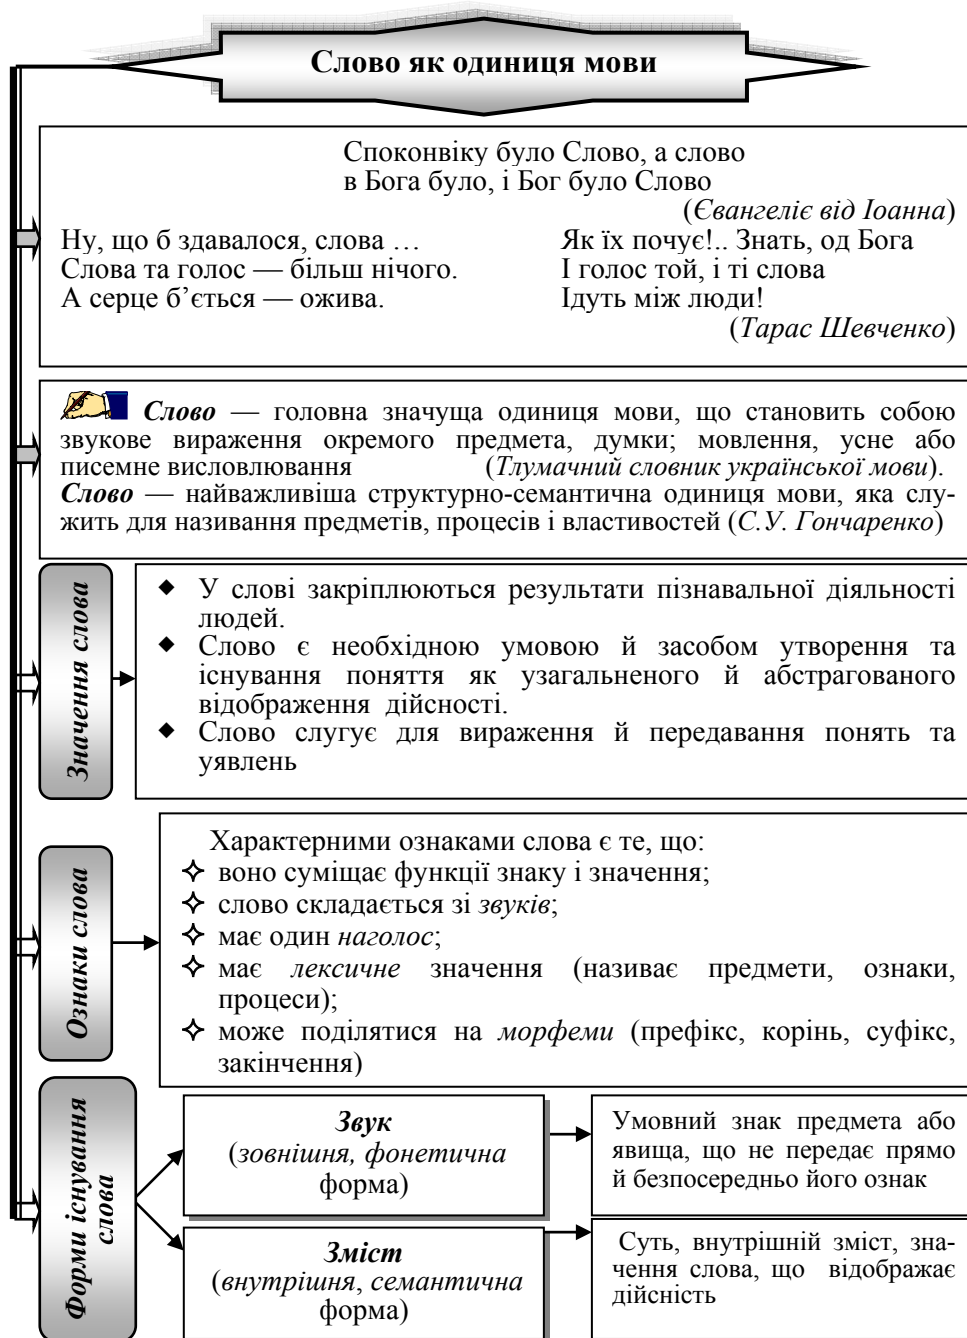 Слово як одиниця мови
Споконвіку було Слово, а слово
в Бога було, і Бог було Слово
(Євангеліє від Іоанна)
Ну, що б здавалося, слова …
Слова та голос — більш нічого.
А серце б’ється — ожива.
Як їх почує!.. Знать, од Бога
І голос той, і ті слова
Ідуть між люди!
(Тарас Шевченко)
Слово — головна значуща одиниця мови, що становить собою
звукове вираження окремого предмета, думки; мовлення, усне або
писемне висловлювання (Тлумачний словник української мови).
Слово — найважливіша структурно-семантична одиниця мови, яка слу-
жить для називання предметів, процесів і властивостей (С.У. Гончаренко)
Значення слова
◆ У слові закріплюються результати пізнавальної діяльності
людей.
◆ Слово є необхідною умовою й засобом утворення та
існування поняття як узагальненого й абстрагованого
відображення дійсності.
◆ Слово слугує для вираження й передавання понять та
уявлень
Ознаки слова
Характерними ознаками слова є те, що:
✧ воно суміщає функції знаку і значення;
✧ слово складається зі звуків;
✧ має один наголос;
✧ має лексичне значення (називає предмети, ознаки,
процеси);
✧ може поділятися на морфеми (префікс, корінь, суфікс,
закінчення)
Форми існування
слова
Звук
(зовнішня, фонетична
форма)
Умовний знак предмета або
явища, що не передає прямо
й безпосередньо його ознак
Зміст
(внутрішня, семантична
форма)
Суть, внутрішній зміст, зна-
чення слова, що відображає
дійсність